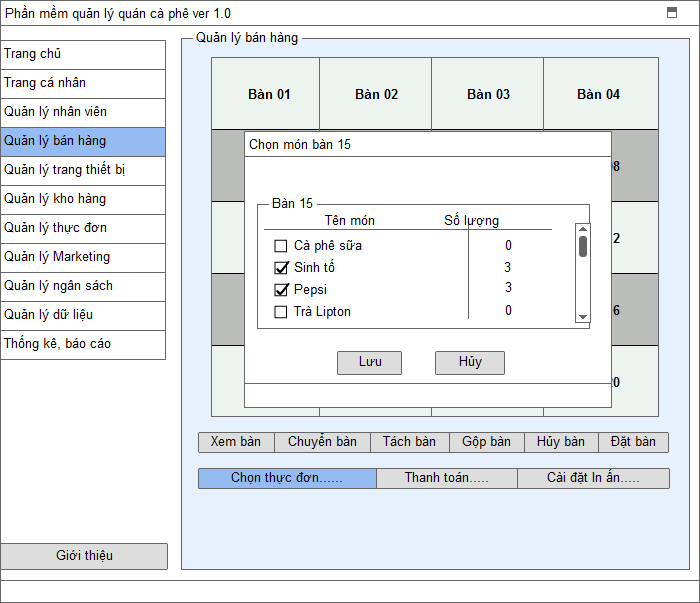 Phần mềm quản lý quán cà phê ver 1.0
Trang chủ
Trang cá nhân
Quản lý nhân viên
Quản lý bán hàng
Quản lý trang thiết bị
Quản lý kho hàng
Quản lý thực đơn
Quản lý Marketing
Quản lý ngân sách
Quản lý dữ liệu
Thống kê, báo cáo
Giới thiệu
Quản lý bán hàng
Bàn 01 Bàn 02 Bàn 03 Bàn 04
Chọn món bàn 15
Bàn 15
Tên món Số lượng
Cà phê sữa 0
Sinh tố 3
Pepsi 3
Trà Lipton 0
Lưu Hủy
8
2
6
0
Xem bàn Chuyển bàn Tách bàn Gộp bàn Hủy bàn Đặt bàn
Chọn thực đơn...... Thanh toán..... Cài đặt In ấn.....